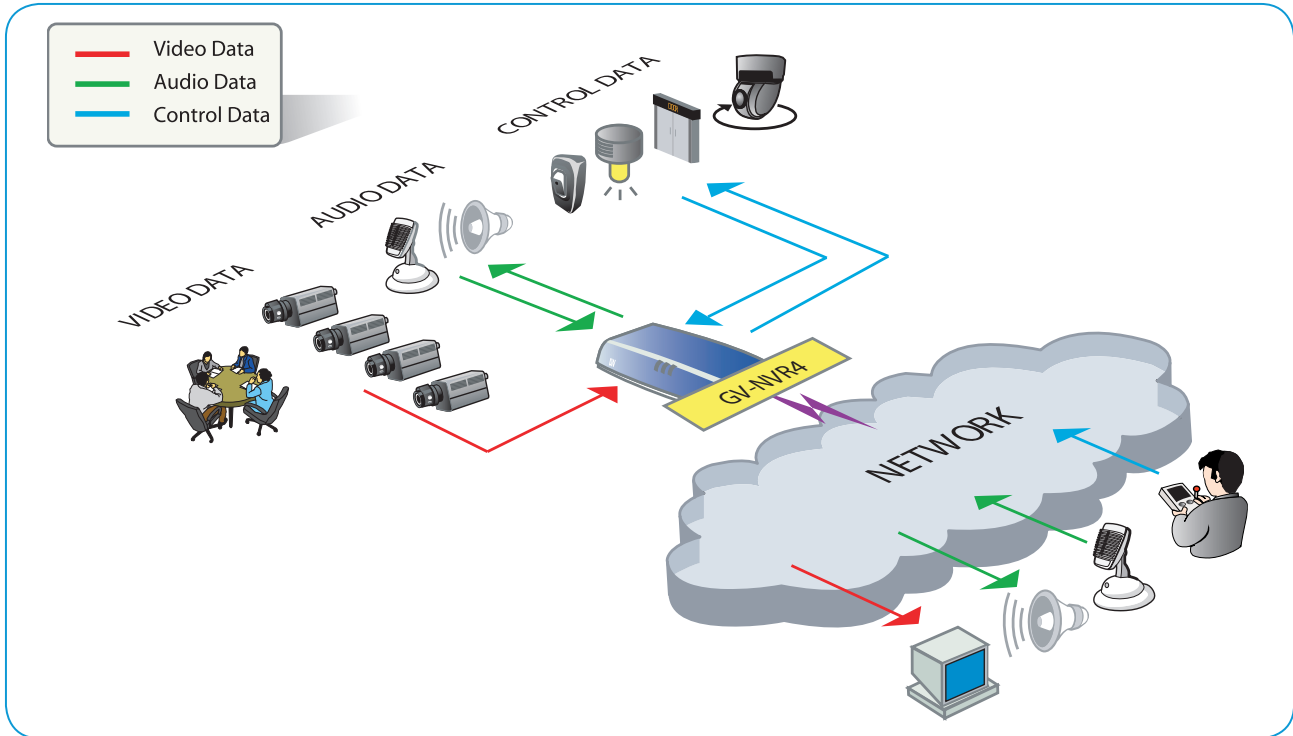 Video Data
Audio Data
Control Data
CONTROL DATA
AUDIO DATA
VIDEO DATA
GV-NVR4
NETWORK